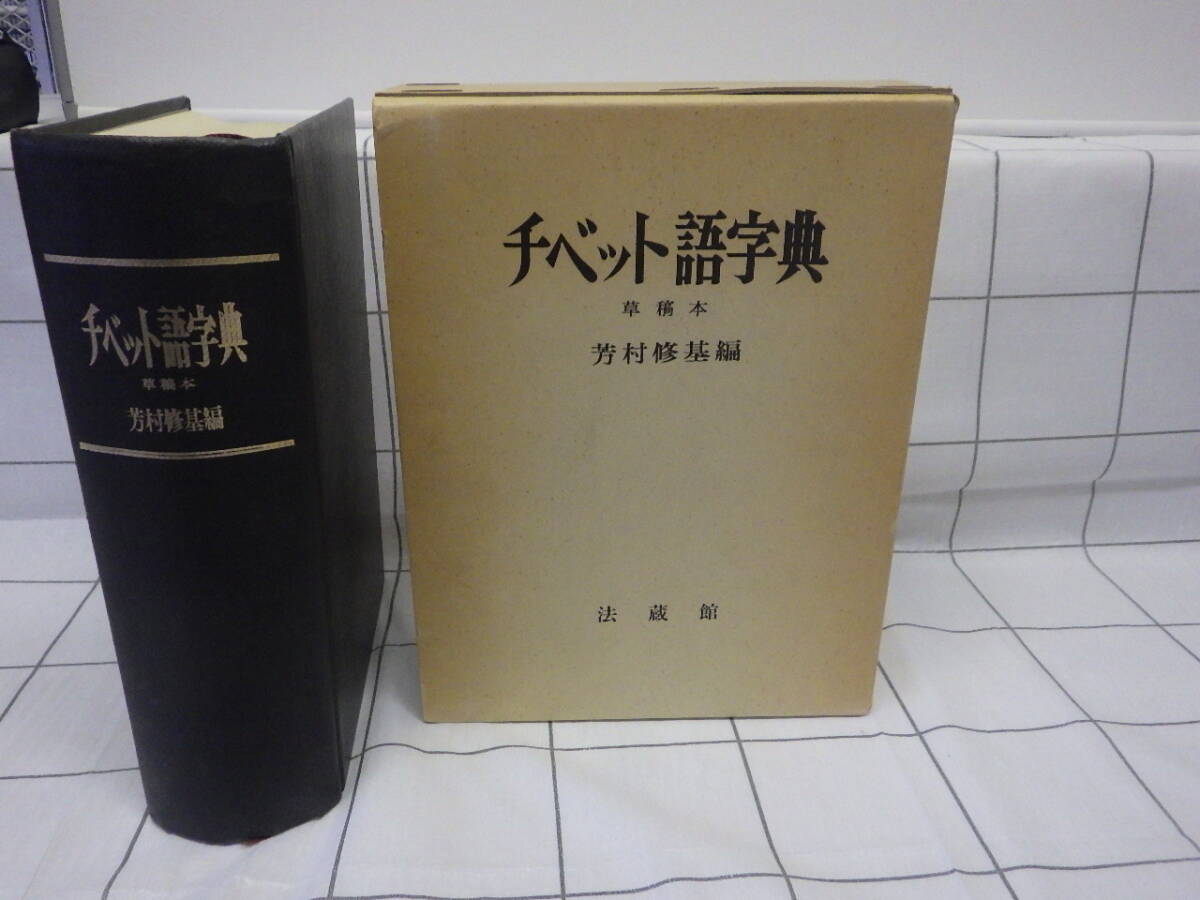 チベット語字典
草稿本
芳村修基編
チベット語字典
草稿本
芳村修基編
法蔵館